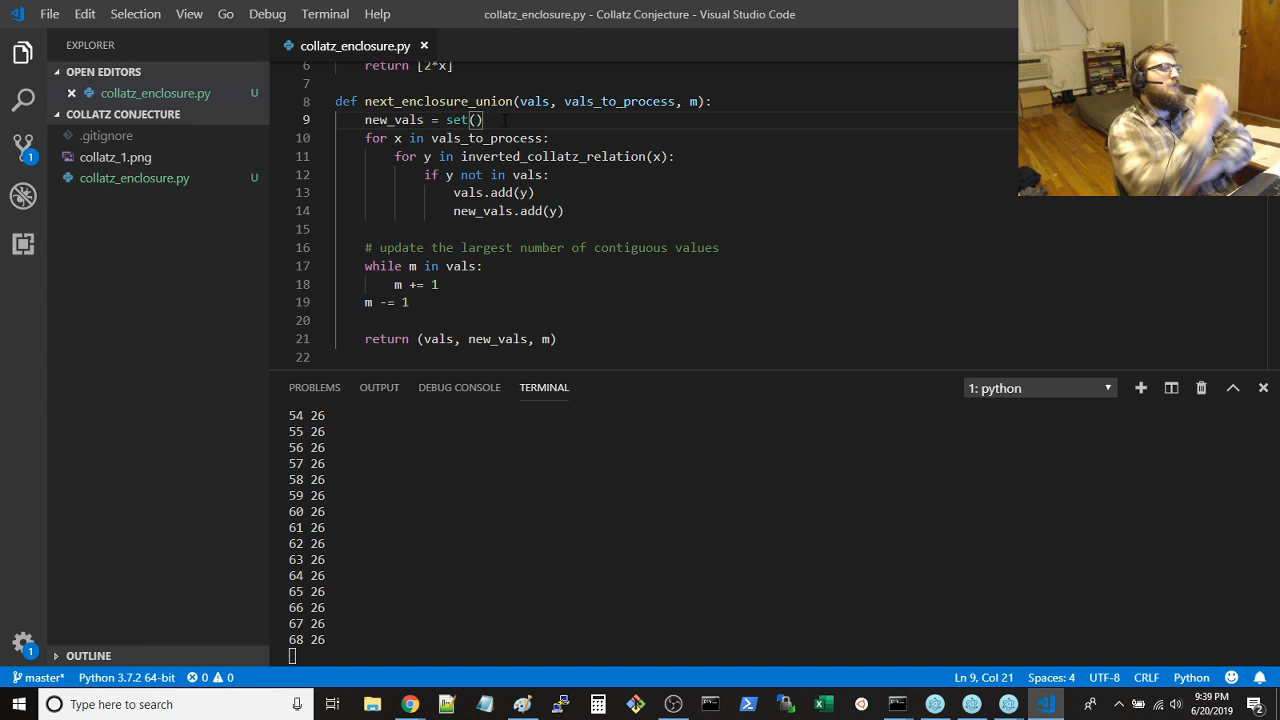 File Edit Selection View Go Debug Terminal Help
collatz_enclosure.py - Collatz Conjecture - Visual Studio Code
EXPLORER
OPEN EDITORS
collatz_enclosure.py U
COLLATZ CONJECTURE
.gitignore
collatz_1.png
collatz_enclosure.py U
OUTLINE
1
1
collatz_enclosure.py
6 return [2*x]
7
8 def next_enclosure_union(vals, vals_to_process, m):
9 new_vals = set()
10 for x in vals_to_process:
11 for y in inverted_collatz_relation(x):
12 if y not in vals:
13 vals.add(y)
14 new_vals.add(y)
15
16 # update the largest number of contiguous values
17 while m in vals:
18 m += 1
19 m -= 1
20
21 return (vals, new_vals, m)
22
PROBLEMS OUTPUT DEBUG CONSOLE TERMINAL
1: python
54 26
55 26
56 26
57 26
58 26
59 26
60 26
61 26
62 26
63 26
64 26
65 26
66 26
67 26
68 26
master* Python 3.7.2 64-bit 0 0
Ln 9, Col 21 Spaces: 4 UTF-8 CRLF Python
Type here to search
9:39 PM
6/20/2019
2